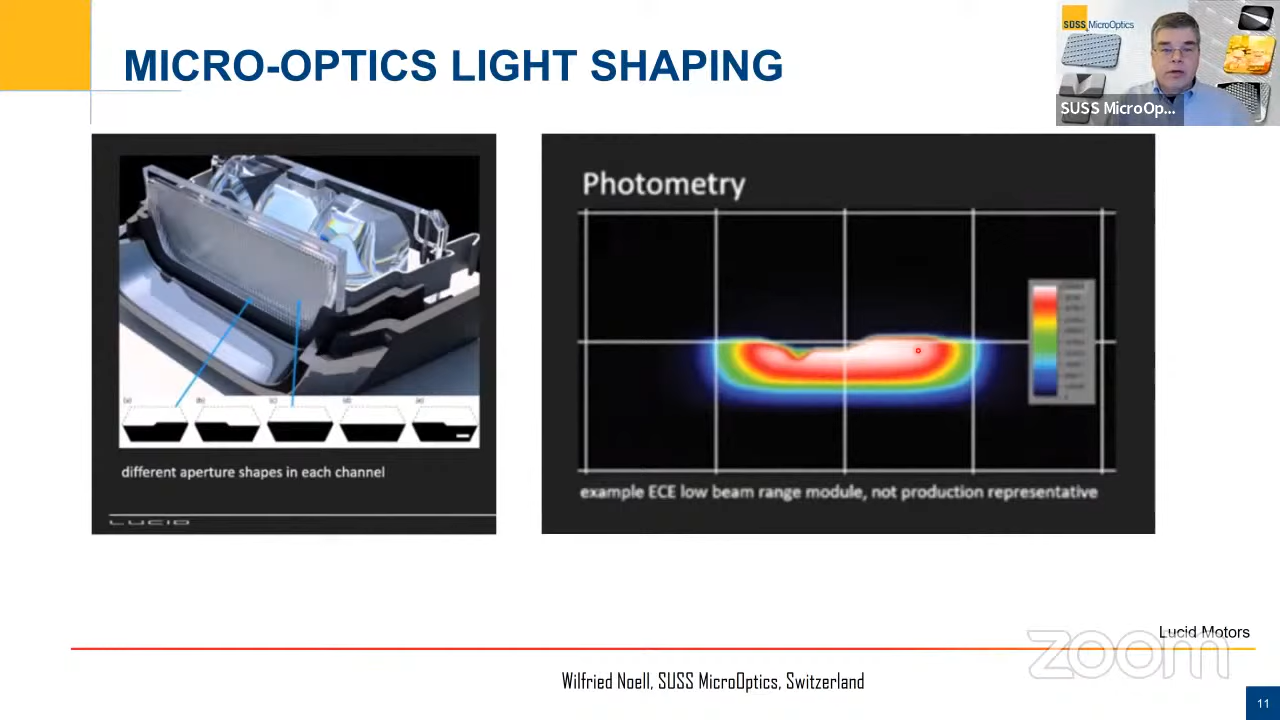 MICRO-OPTICS LIGHT SHAPING
SUSS MicroOptics
SUSS MicroOp...
Photometry
(a) (b) (c) (d) (e)
different aperture shapes in each channel
LUCID
example ECE low beam range module, not production representative
Lucid Motors
zoom
Wilfried Noell, SUSS MicroOptics, Switzerland
11